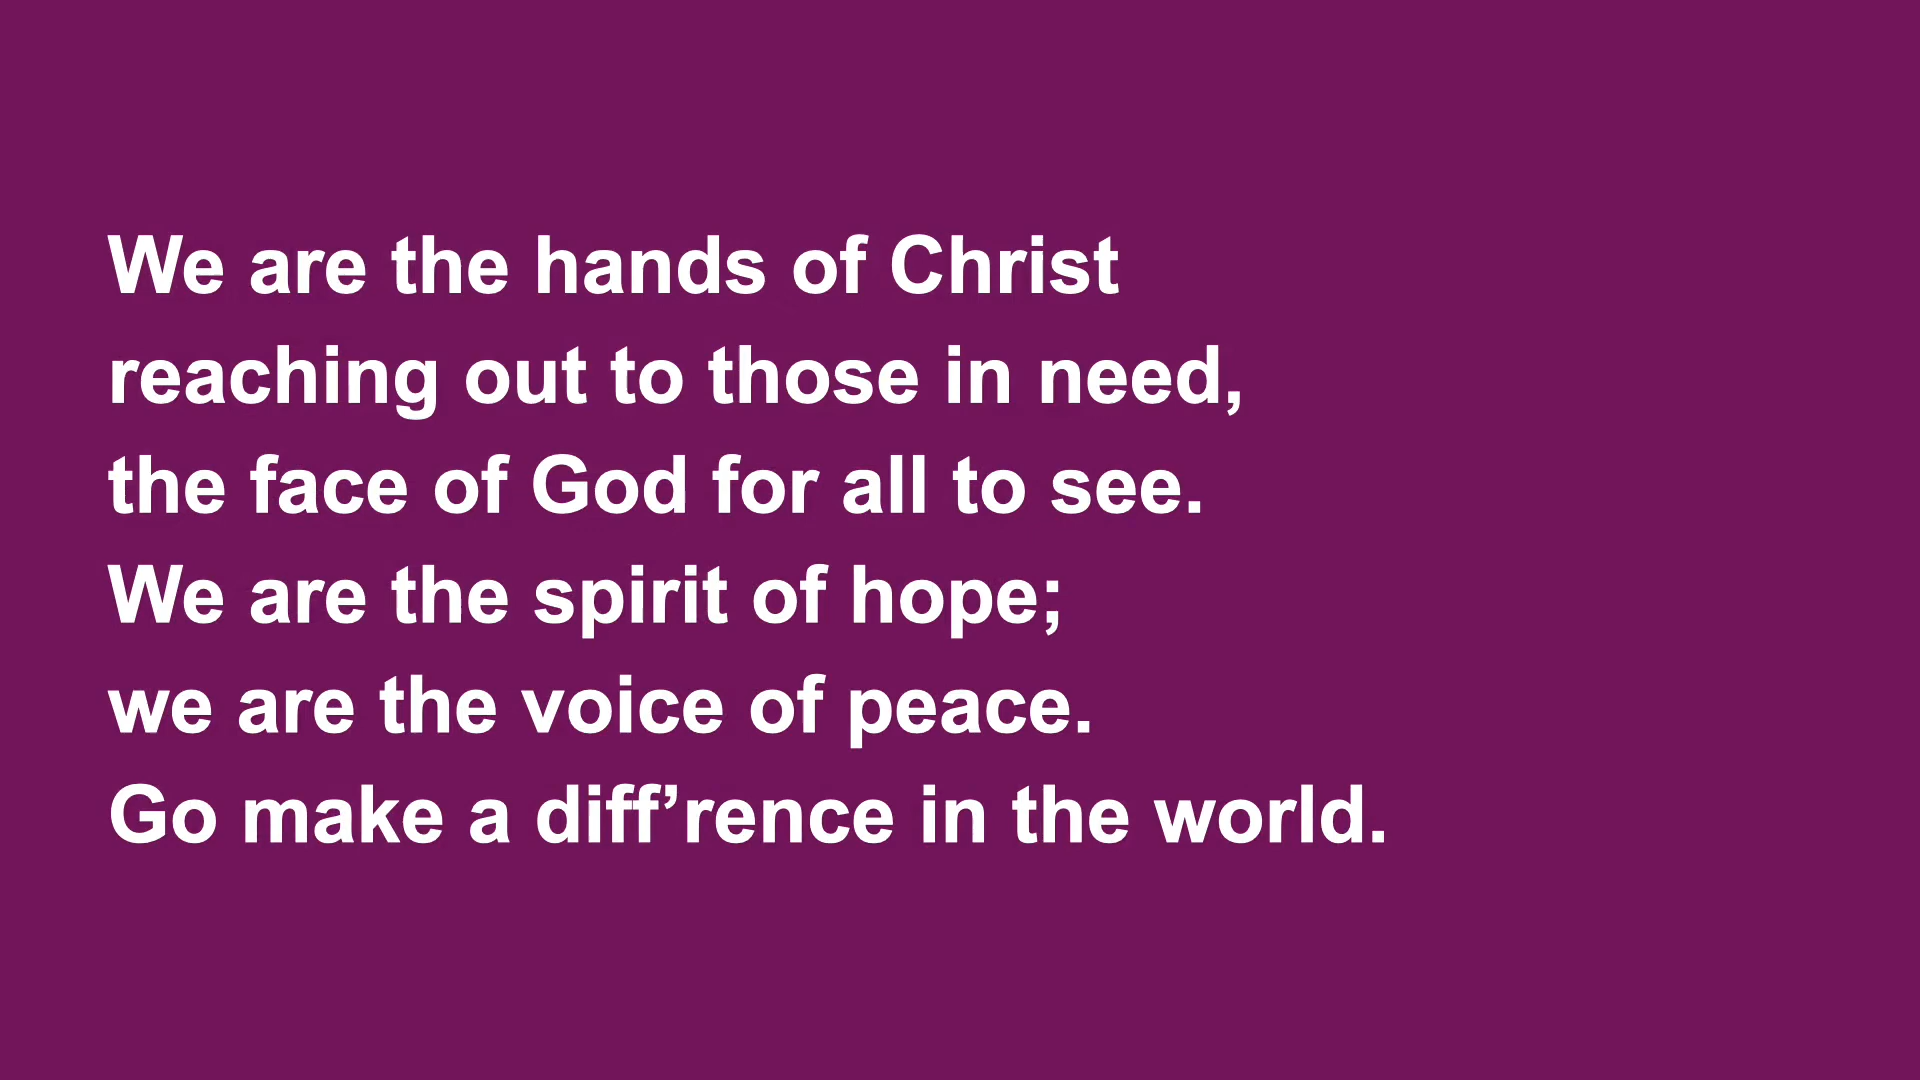 We are the hands of Christ
reaching out to those in need,
the face of God for all to see.
We are the spirit of hope;
we are the voice of peace.
Go make a diff’rence in the world.